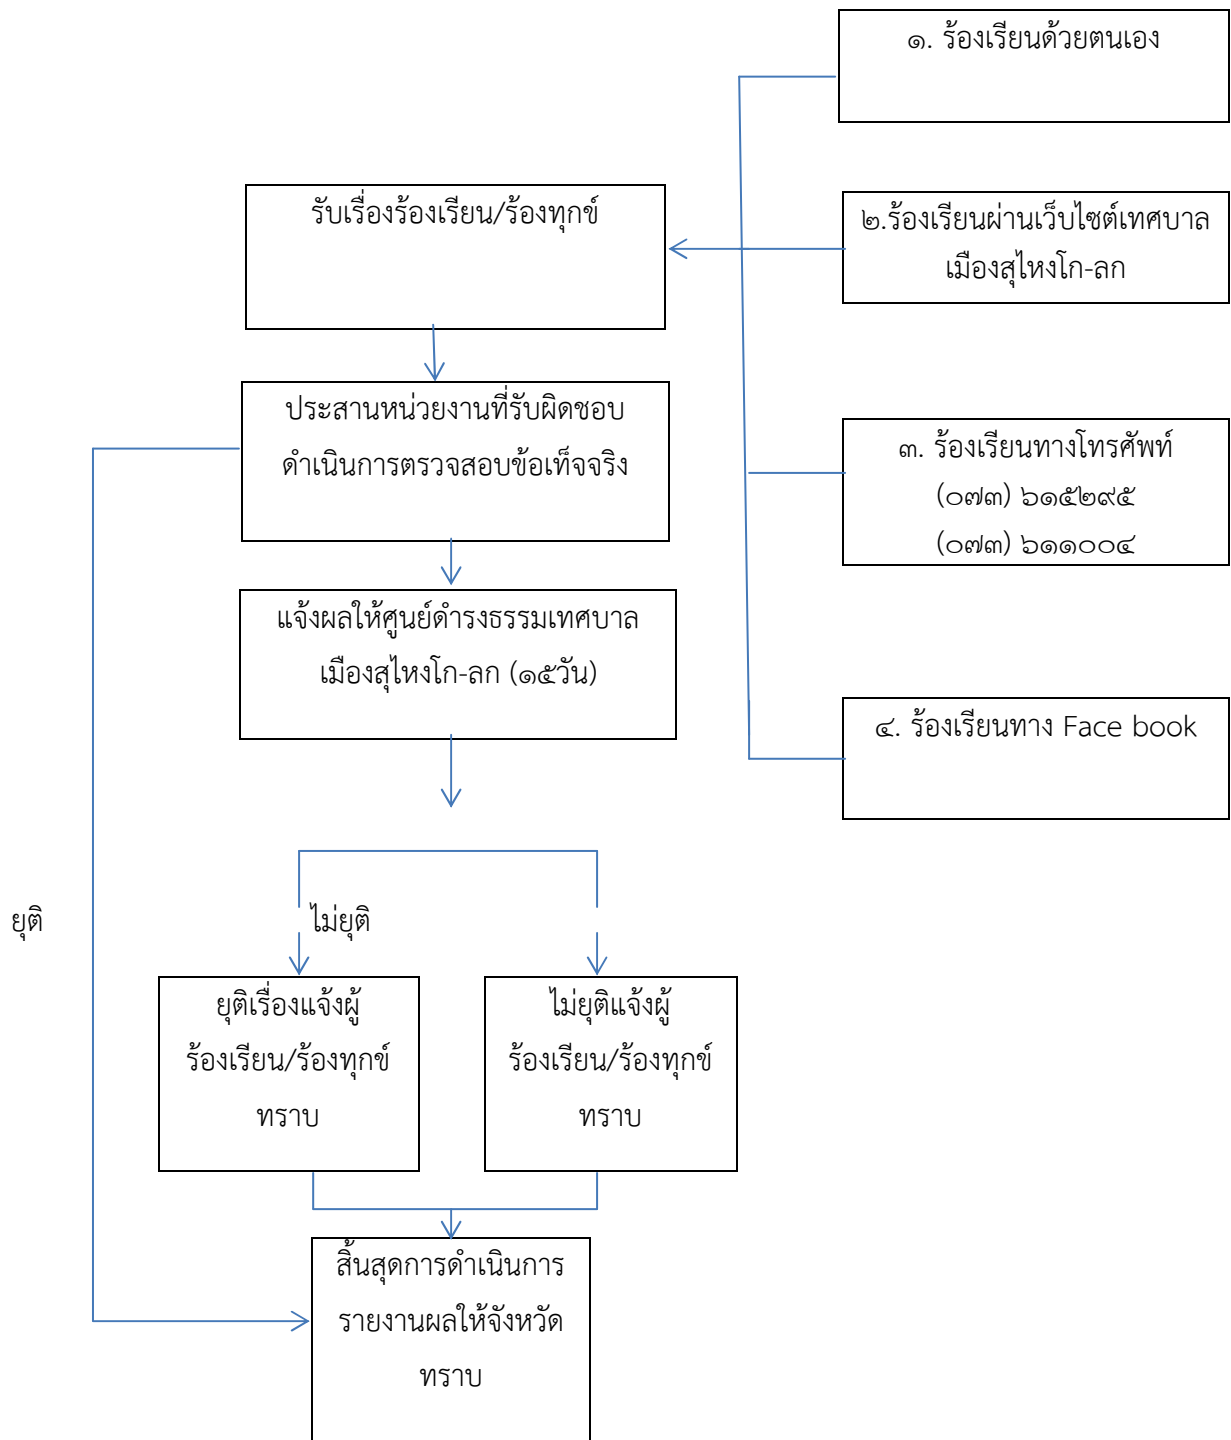 ๑. ร้องเรียนด้วยตนเอง
รับเรื่องร้องเรียน/ร้องทุกข์
๒.ร้องเรียนผ่านเว็บไซต์เทศบาล
เมืองสุไหงโก-ลก
ประสานหน่วยงานที่รับผิดชอบ
ดำเนินการตรวจสอบข้อเท็จจริง
๓. ร้องเรียนทางโทรศัพท์
(๐๗๓) ๖๑๕๒๙๕
(๐๗๓) ๖๑๑๐๐๔
แจ้งผลให้ศูนย์ดำรงธรรมเทศบาล
เมืองสุไหงโก-ลก (๑๕วัน)
๔. ร้องเรียนทาง Face book
ยุติ
ไม่ยุติ
ยุติเรื่องแจ้งผู้
ร้องเรียน/ร้องทุกข์
ทราบ
ไม่ยุติแจ้งผู้
ร้องเรียน/ร้องทุกข์
ทราบ
สิ้นสุดการดำเนินการ
รายงานผลให้จังหวัด
ทราบ